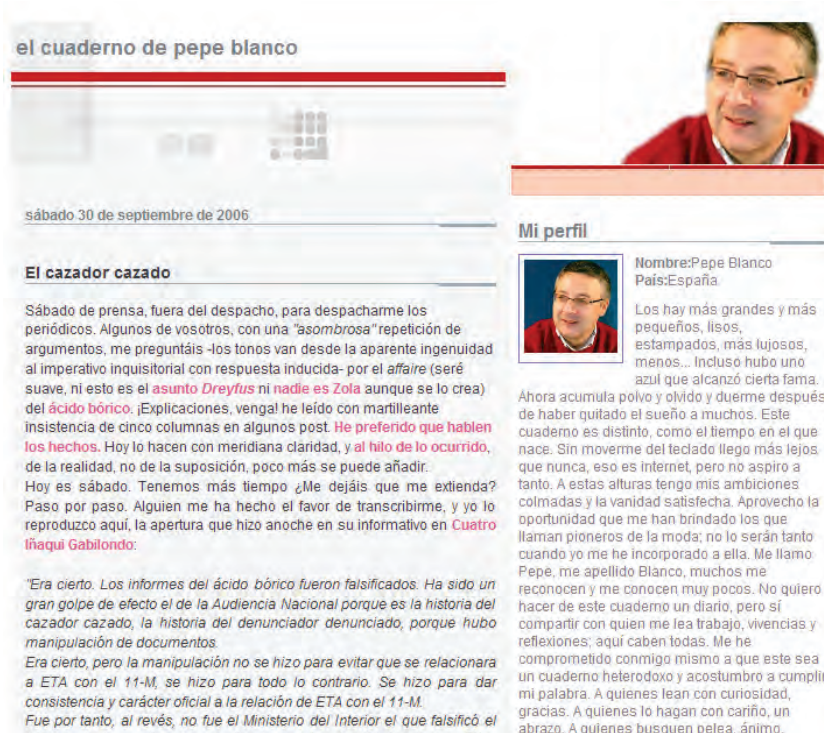 el cuaderno de pepe blanco
sábado 30 de septiembre de 2006
El cazador cazado
Sábado de prensa, fuera del despacho, para despacharme los
periódicos. Algunos de vosotros, con una "asombrosa" repetición de
argumentos, me preguntáis -los tonos van desde la aparente ingenuidad
al imperativo inquisitorial con respuesta inducida- por el affaire (seré
suave, ni esto es el asunto Dreyfus ni nadie es Zola aunque se lo crea)
del ácido bórico. ¡Explicaciones, venga! he leído con martilleante
insistencia de cinco columnas en algunos post. He preferido que hablen
los hechos. Hoy lo hacen con meridiana claridad, y al hilo de lo ocurrido,
de la realidad, no de la suposición, poco más se puede añadir.
Hoy es sábado. Tenemos más tiempo ¿Me dejáis que me extienda?
Paso por paso. Alguien me ha hecho el favor de transcribirme, y yo lo
reproduzco aquí, la apertura que hizo anoche en su informativo en Cuatro
Iñaqui Gabilondo:
"Era cierto. Los informes del ácido bórico fueron falsificados. Ha sido un
gran golpe de efecto el de la Audiencia Nacional porque es la historia del
cazador cazado, la historia del denunciador denunciado, porque hubo
manipulación de documentos.
Era cierto, pero la manipulación no se hizo para evitar que se relacionara
a ETA con el 11-M, se hizo para todo lo contrario. Se hizo para dar
consistencia y carácter oficial a la relación de ETA con el 11-M.
Fue por tanto, al revés, no fue el Ministerio del Interior el que falsificó el
Mi perfil
Nombre:Pepe Blanco
País:España
Los hay más grandes y más
pequeños, lisos,
estampados, más lujosos,
menos... Incluso hubo uno
azul que alcanzó cierta fama.
Ahora acumula polvo y olvido y duerme después
de haber quitado el sueño a muchos. Este
cuaderno es distinto, como el tiempo en el que
nace. Sin moverme del teclado llego más lejos
que nunca, eso es internet, pero no aspiro a
tanto. A estas alturas tengo mis ambiciones
colmadas y la vanidad satisfecha. Aprovecho la
oportunidad que me han brindado los que
llaman pioneros de la moda; no lo serán tanto
cuando yo me he incorporado a ella. Me llamo
Pepe, me apellido Blanco, muchos me
reconocen y me conocen muy pocos. No quiero
hacer de este cuaderno un diario, pero sí
compartir con quien me lea trabajo, vivencias y
reflexiones; aquí caben todas. Me he
comprometido conmigo mismo a que este sea
un cuaderno heterodoxo y acostumbro a cumplir
mi palabra. A quienes lean con curiosidad,
gracias. A quienes lo hagan con cariño, un
abrazo. A quienes busquen pelea, ánimo.